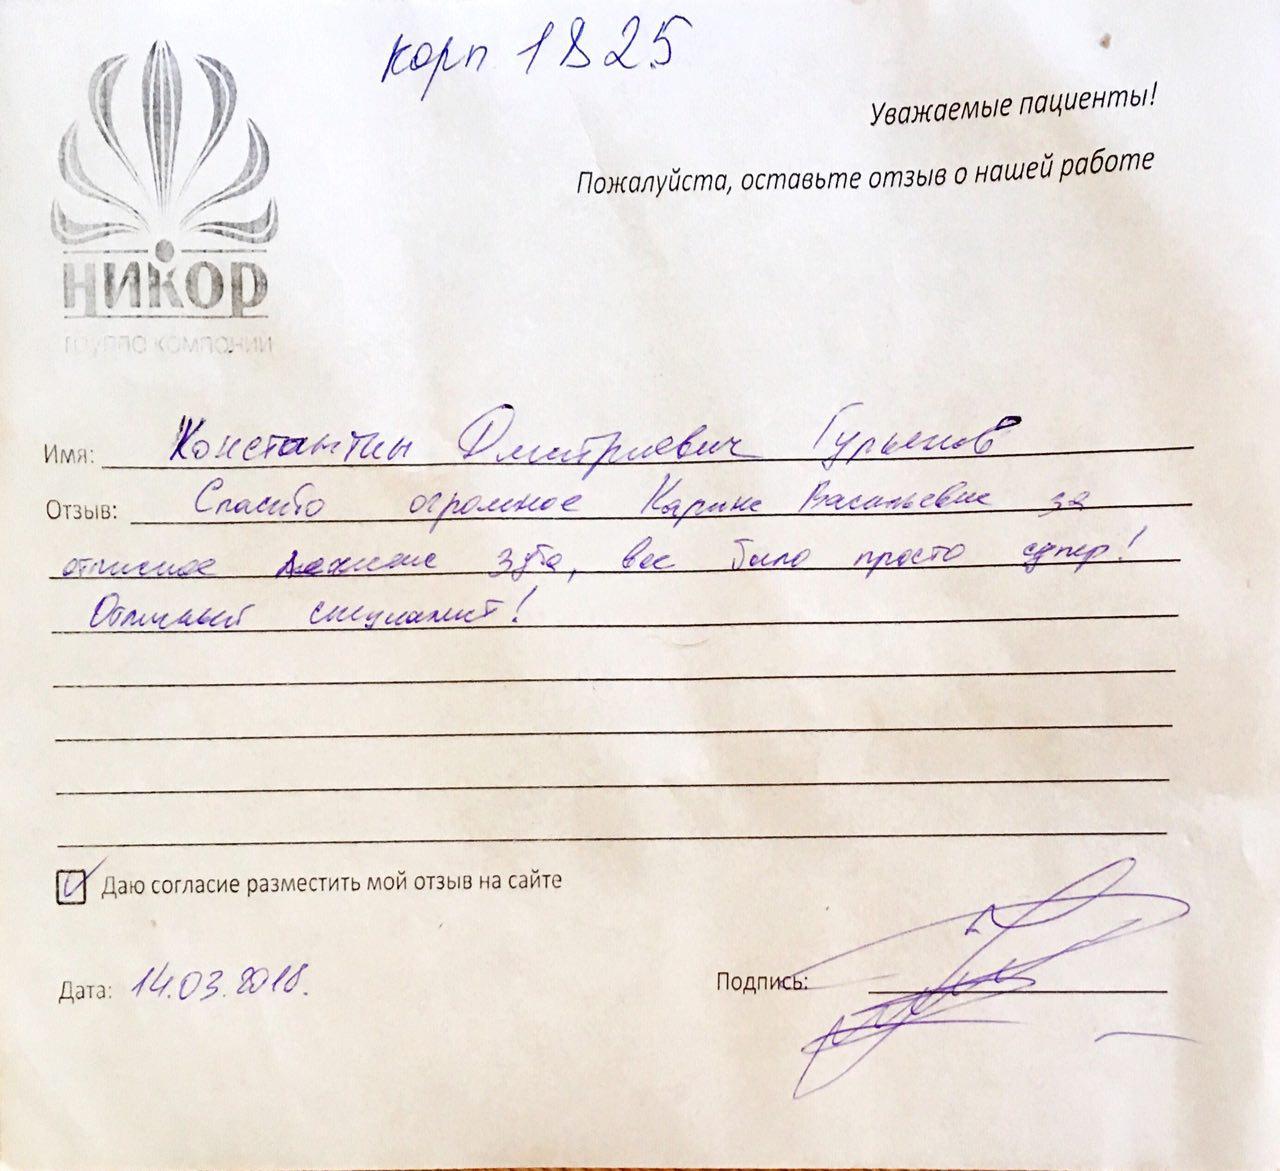 корп 1825
Уважаемые пациенты!
Пожалуйста, оставьте отзыв о нашей работе
НИКОР
группа компаний
Имя: Константин Дмитриевич Гурьянов
Отзыв: Спасибо огромное Карине Васильевне за
отличное лечение зуба, все было просто супер!
Отличный специалист!
Даю согласие разместить мой отзыв на сайте
Дата: 14.03.2018.
Подпись: